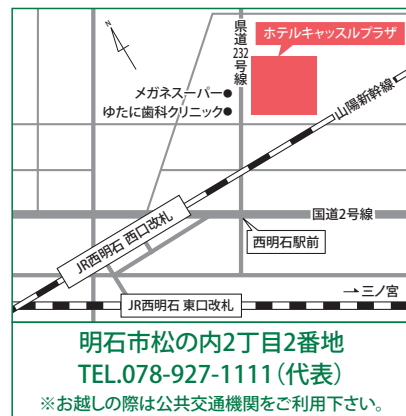 N
県道232号線
ホテルキャッスルプラザ
メガネスーパー●
ゆたに歯科クリニック●
山陽新幹線
国道2号線
JR西明石 西口改札
西明石駅前
→三ノ宮
JR西明石 東口改札
明石市松の内2丁目2番地
TEL.078-927-1111（代表）
※お越しの際は公共交通機関をご利用下さい。